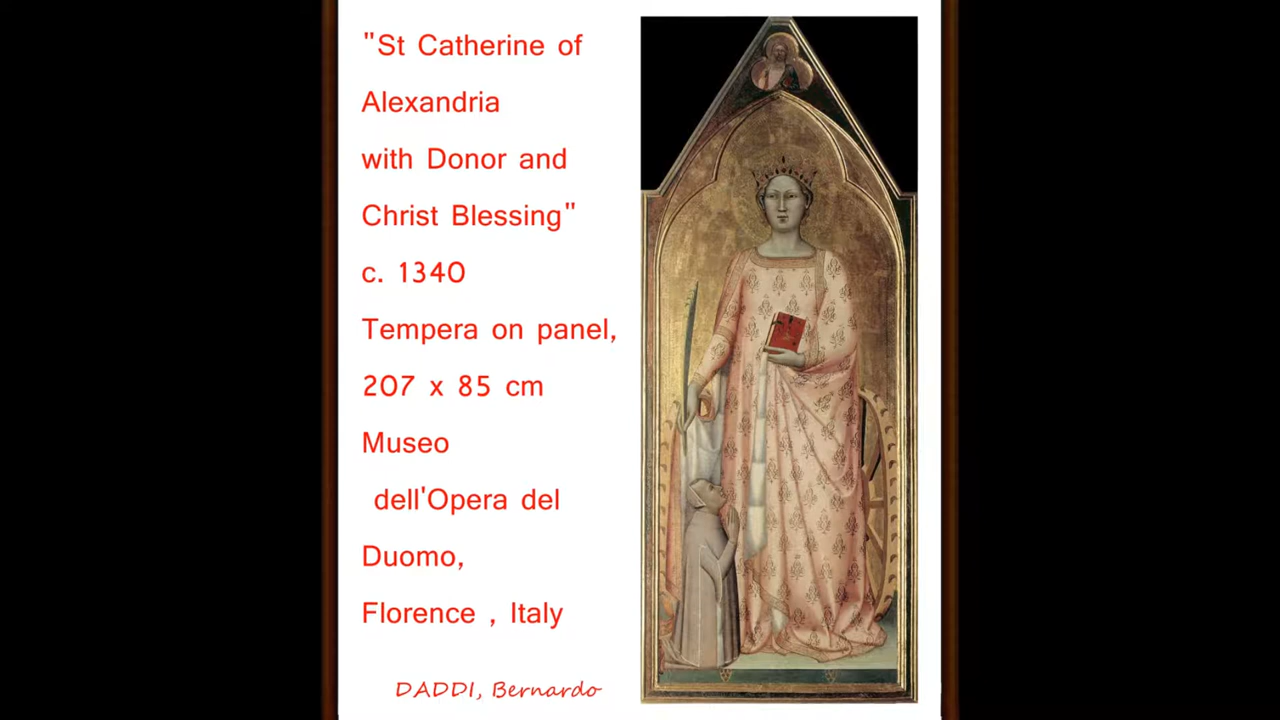 "St Catherine of
Alexandria
with Donor and
Christ Blessing"
c. 1340
Tempera on panel,
207 x 85 cm
Museo
dell'Opera del
Duomo,
Florence , Italy
DADDI, Bernardo